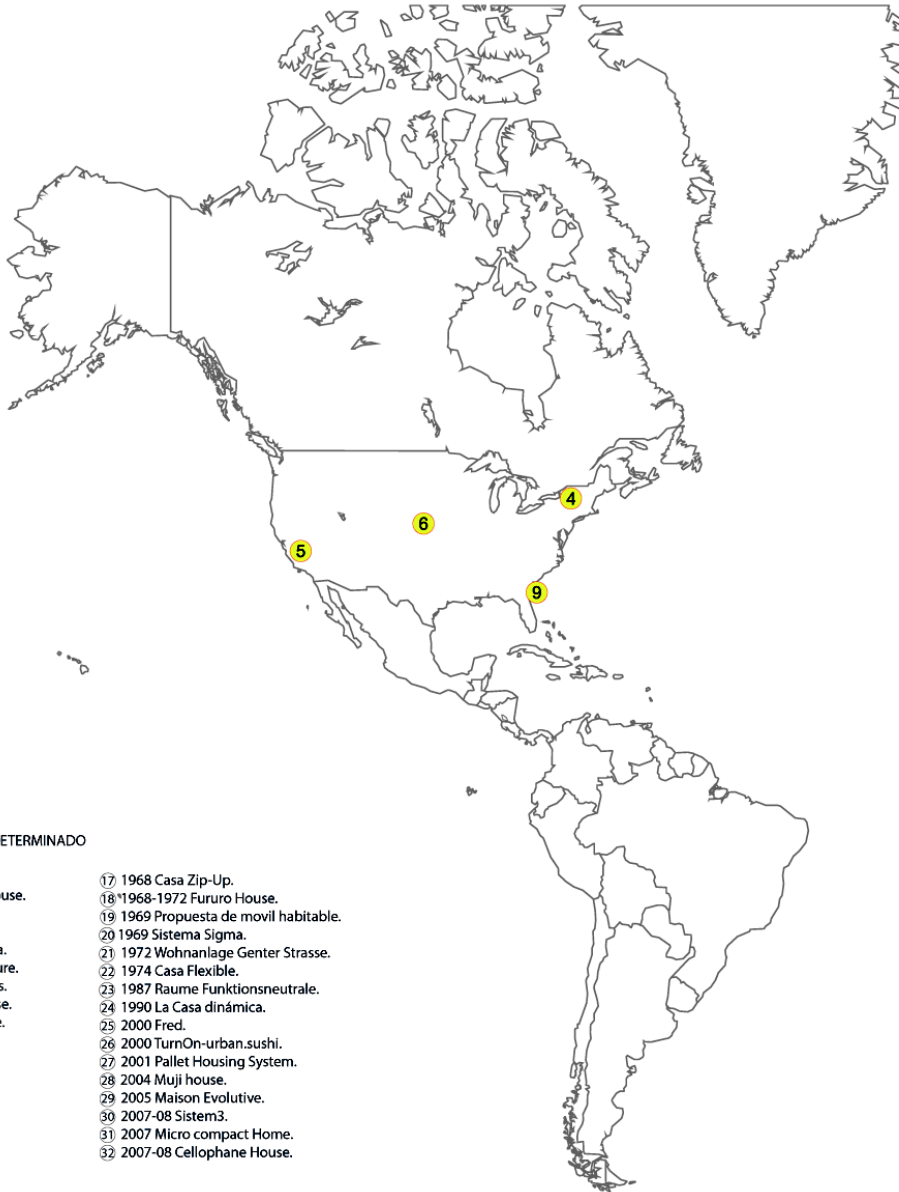 4
6
5
9
ETERMINADO
use.
a.
ure.
s.
se.
e.
17 1968 Casa Zip-Up.
18 *1968-1972 Fururo House.
19 1969 Propuesta de movil habitable.
20 1969 Sistema Sigma.
21 1972 Wohnanlage Genter Strasse.
22 1974 Casa Flexible.
23 1987 Raume Funktionsneutrale.
24 1990 La Casa dinámica.
25 2000 Fred.
26 2000 TurnOn-urban.sushi.
27 2001 Pallet Housing System.
28 2004 Muji house.
29 2005 Maison Evolutive.
30 2007-08 Sistem3.
31 2007 Micro compact Home.
32 2007-08 Cellophane House.